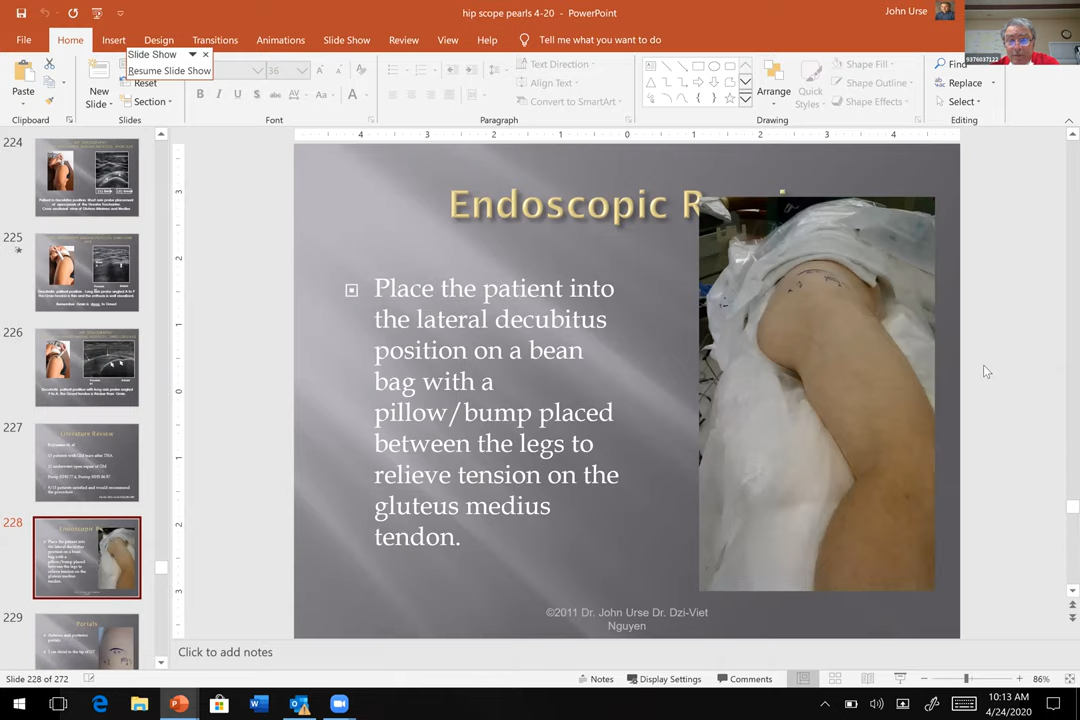 hip scope pearls 4-20 - PowerPoint
John Urse
File
Home
Insert
Design
Transitions
Animations
Slide Show
Review
View
Help
Tell me what you want to do
Slide Show
Resume Slide Show
9376037122
Paste
New
Slide
Reset
Section
36
Text Direction
Align Text
Convert to SmartArt
Arrange
Quick
Styles
Shape Fill
Shape Outline
Shape Effects
Find
Replace
Select
Clipboard
Slides
Font
Paragraph
Drawing
Editing
224
225
226
227
Literature Review
228
229
Portals
Endoscopic R
Place the patient into
the lateral decubitus
position on a bean
bag with a
pillow/bump placed
between the legs to
relieve tension on the
gluteus medius
tendon.
©2011 Dr. John Urse Dr. Dzi-Viet
Nguyen
Click to add notes
Slide 228 of 272
Notes
Display Settings
Comments
86%
10:13 AM
4/24/2020